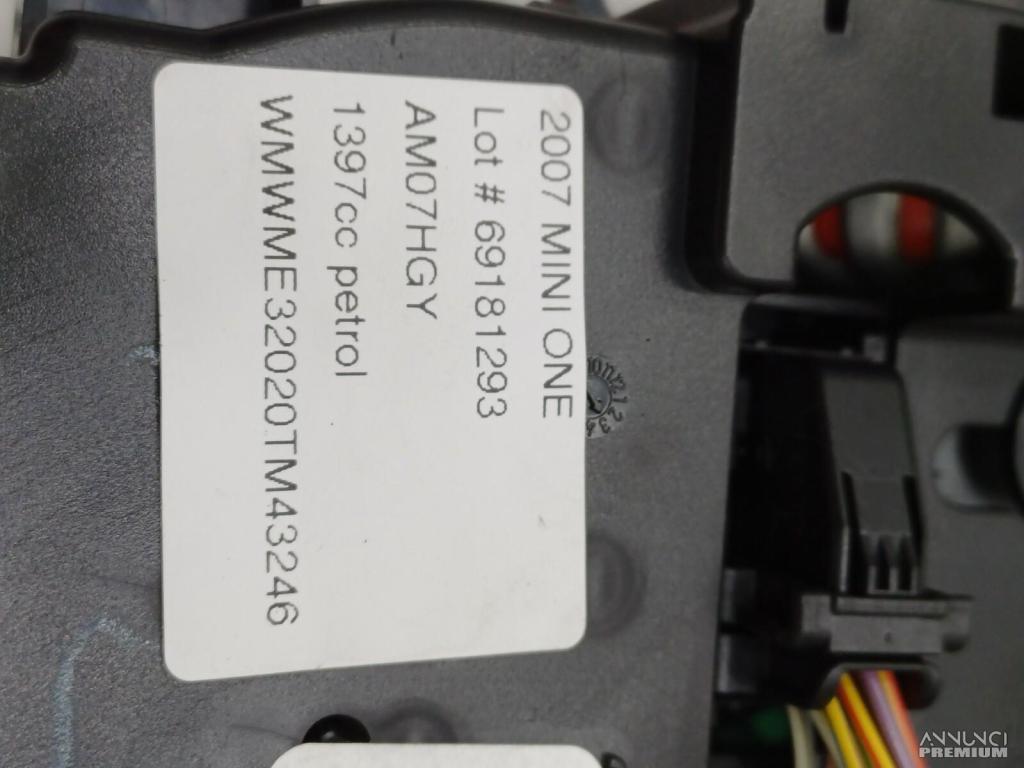 2007 MINI ONE
Lot # 69181293
AM07HGY
1397cc petrol
WMWME32020TM43246
ANNUNCI
PREMIUM